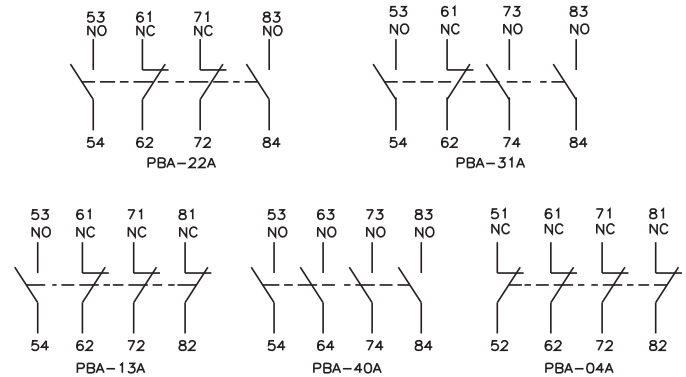 53 61 71 83
NO NC NC NO
54 62 72 84
PBA-22A
53 61 73 83
NO NC NO NO
54 62 74 84
PBA-31A
53 61 71 81
NO NC NC NC
54 62 72 82
PBA-13A
53 63 73 83
NO NO NO NO
54 64 74 84
PBA-40A
51 61 71 81
NC NC NC NC
52 62 72 82
PBA-04A